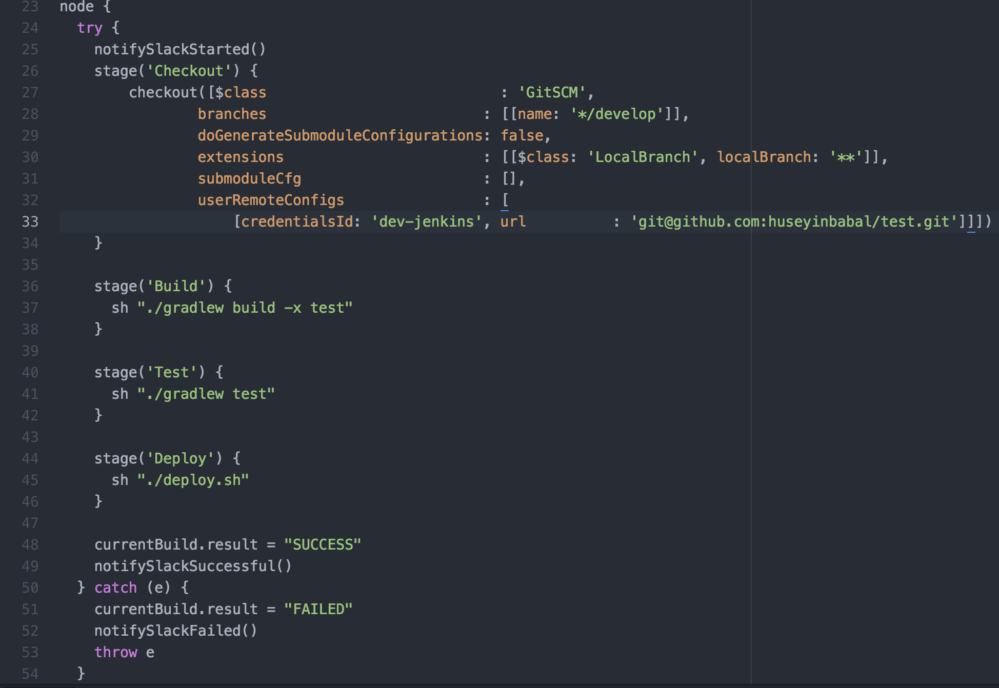 23 node {
24   try {
25     notifySlackStarted()
26     stage('Checkout') {
27         checkout([$class                           : 'GitSCM',
28                 branches                         : [[name: '*/develop']],
29                 doGenerateSubmoduleConfigurations: false,
30                 extensions                       : [[$class: 'LocalBranch', localBranch: '**']],
31                 submoduleCfg                     : [],
32                 userRemoteConfigs                : [
33                     [credentialsId: 'dev-jenkins', url          : 'git@github.com:huseyinbabal/test.git']]])
34     }
35
36     stage('Build') {
37       sh "./gradlew build -x test"
38     }
39
40     stage('Test') {
41       sh "./gradlew test"
42     }
43
44     stage('Deploy') {
45       sh "./deploy.sh"
46     }
47
48     currentBuild.result = "SUCCESS"
49     notifySlackSuccessful()
50   } catch (e) {
51     currentBuild.result = "FAILED"
52     notifySlackFailed()
53     throw e
54   }